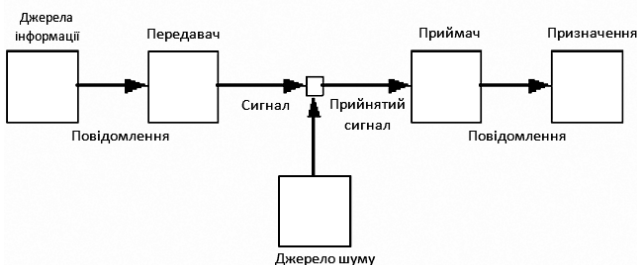 Джерела
інформації
Передавач
Приймач
Призначення
Сигнал
Прийнятий
сигнал
Повідомлення
Повідомлення
Джерело шуму